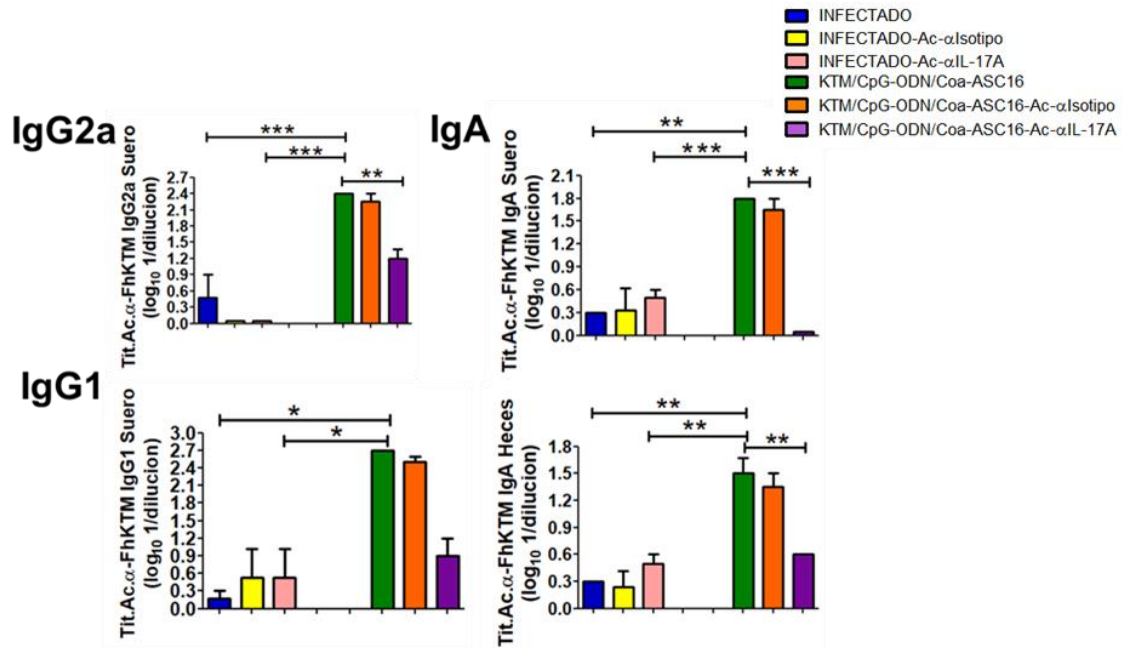 INFECTADO
INFECTADO-Ac-αIsotipo
INFECTADO-Ac-αIL-17A
KTM/CpG-ODN/Coa-ASC16
KTM/CpG-ODN/Coa-ASC16-Ac-αIsotipo
KTM/CpG-ODN/Coa-ASC16-Ac-αIL-17A
IgG2a
Tit.Ac.α-FhKTM IgG2a Suero
(log10 1/dilucion)
***
***
**
2.7
2.4
2.1
1.8
1.5
1.2
0.9
0.6
0.3
0.0
IgA
Tit.Ac.α-FhKTM IgA Suero
(log10 1/dilucion)
**
***
***
2.1
1.8
1.5
1.2
0.9
0.6
0.3
0.0
IgG1
Tit.Ac.α-FhKTM IgG1 Suero
(log10 1/dilucion)
*
*
3.0
2.7
2.4
2.1
1.8
1.5
1.2
0.9
0.6
0.3
0.0
Tit.Ac.α-FhKTM IgA Heces
(log10 1/dilucion)
**
**
**
1.8
1.5
1.2
0.9
0.6
0.3
0.0